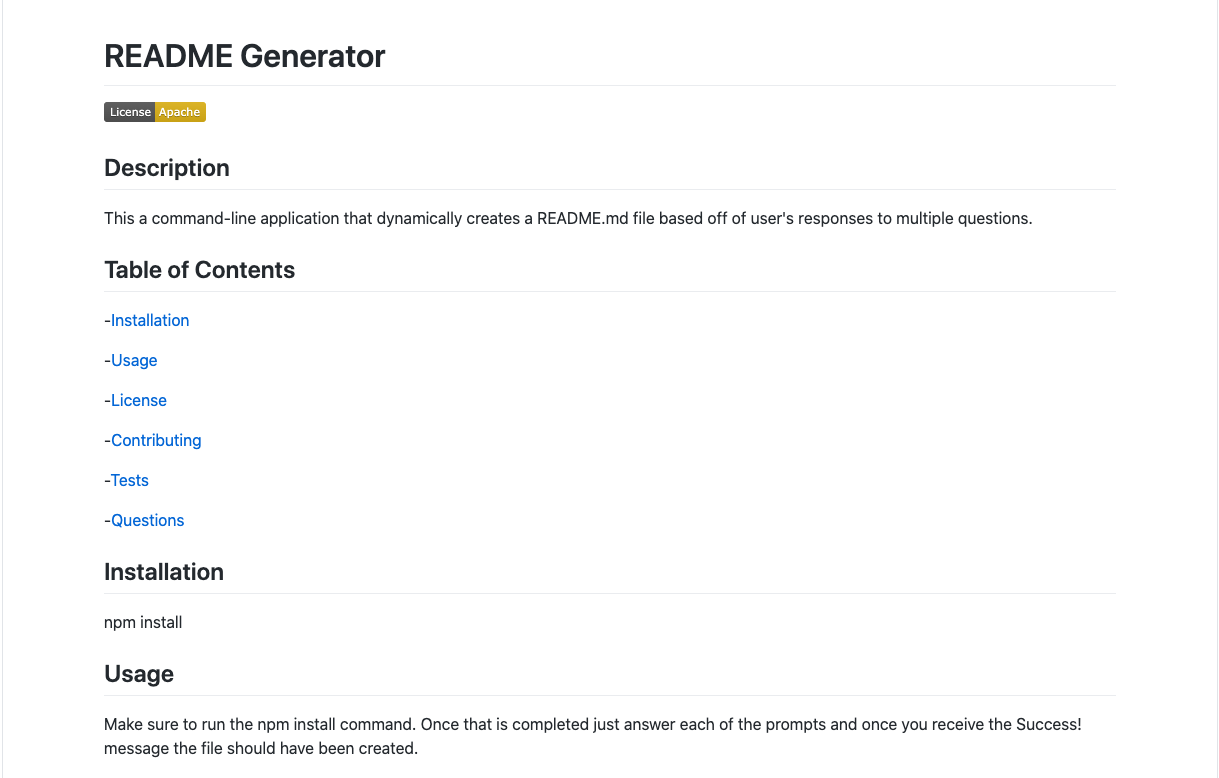 README Generator
License Apache
Description
This a command-line application that dynamically creates a README.md file based off of user's responses to multiple questions.
Table of Contents
-Installation
-Usage
-License
-Contributing
-Tests
-Questions
Installation
npm install
Usage
Make sure to run the npm install command. Once that is completed just answer each of the prompts and once you receive the Success!
message the file should have been created.